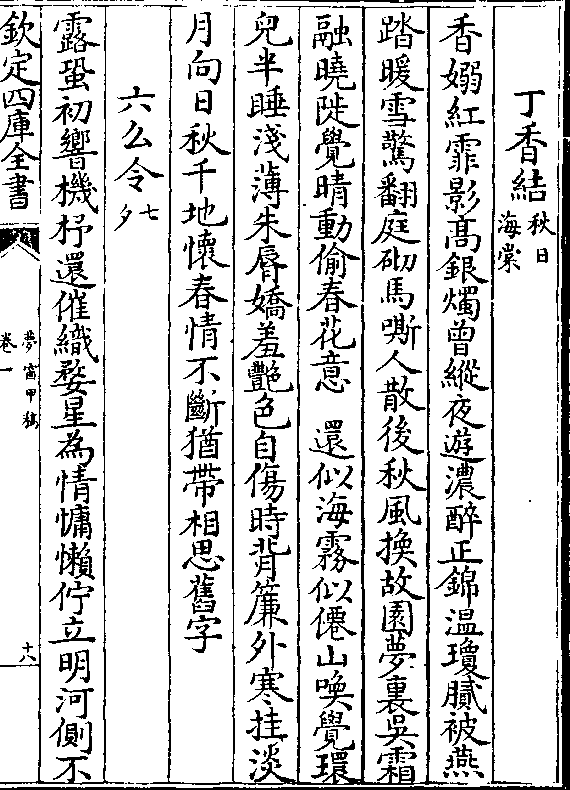 丁香結秋日海棠
香嫋紅霏影髙銀燭曾縱夜遊濃醉正錦温瓊膩被燕
踏暖雪驚翻庭砌馬嘶人散後秋風換故園夢裏吳霜
融曉陡覺晴動偷春花意　還似海霧似僊山喚覺環
兒半睡淺薄朱脣嬌羞艷色自傷時背簾外寒挂淡
月向日秋千地懷春情不斷猶帶相思舊字
六么令七夕
露蛩初響機杼還催織婺星為情慵懶佇立明河側不
欽定四庫全書
夢窗甲稿
卷一
十六